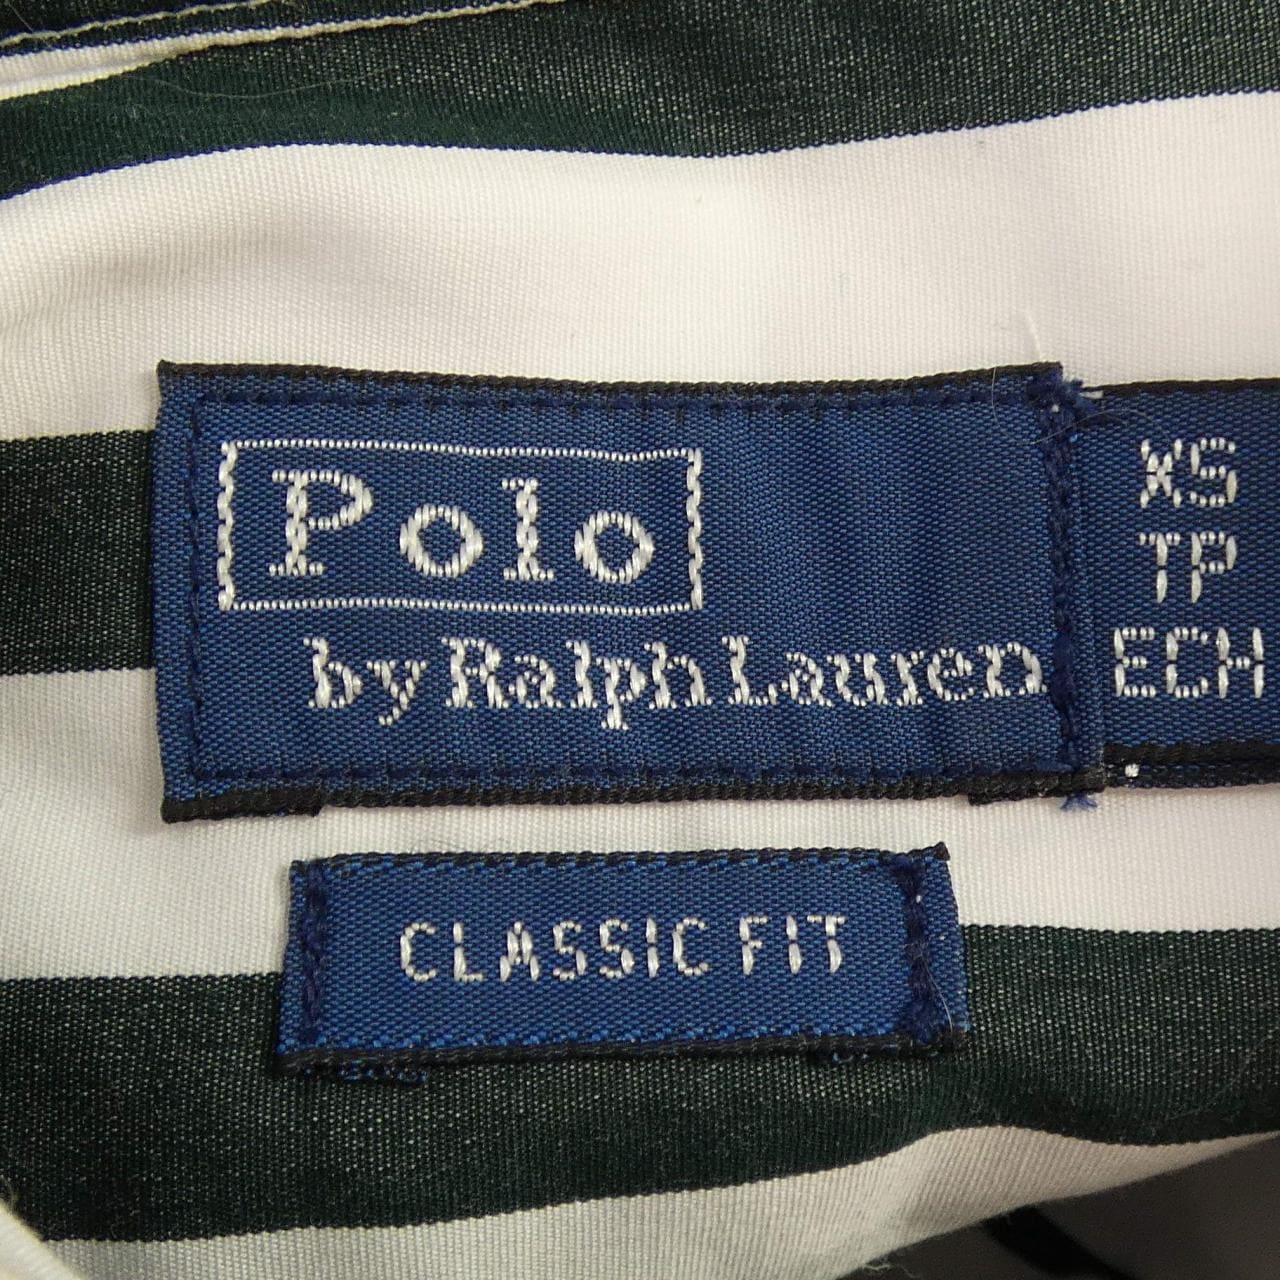 Polo
by Ralph Lauren
XS
TP
ECH
CLASSIC FIT